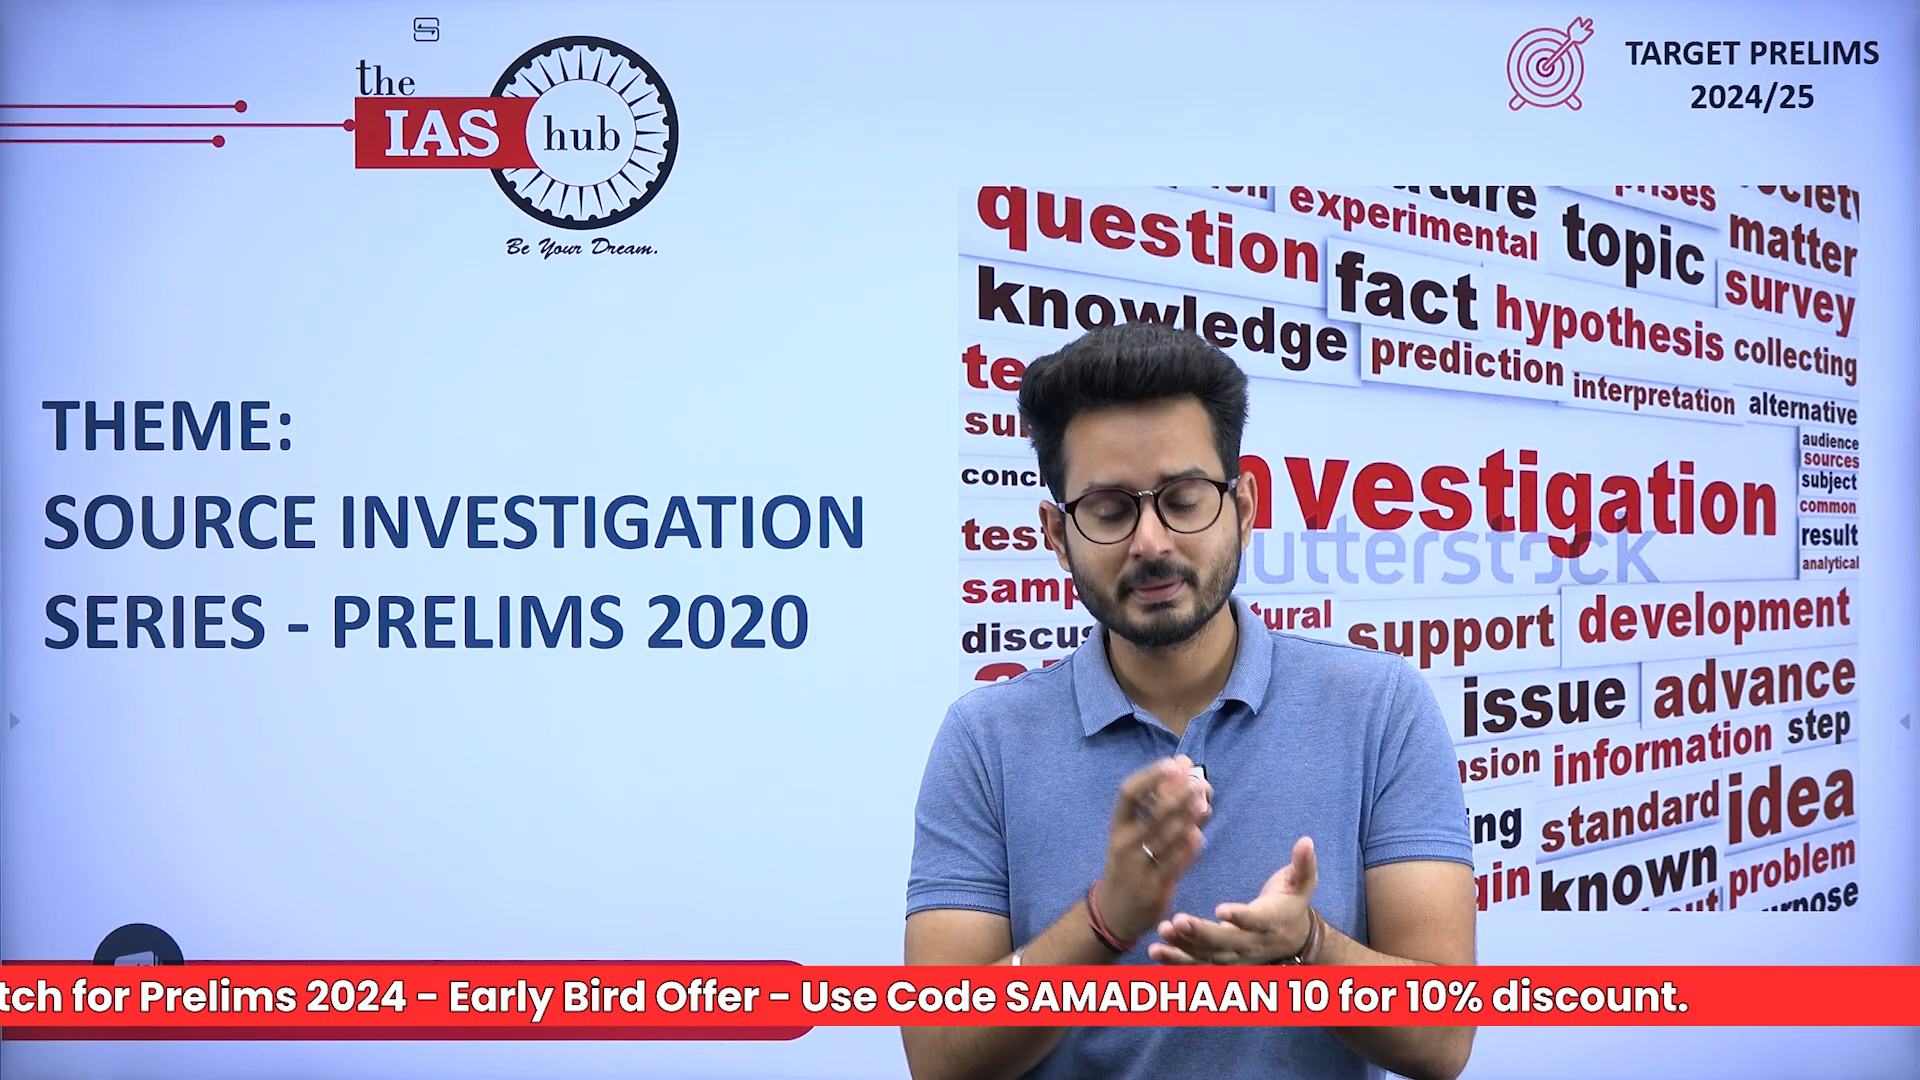 the
IAS hub
Be Your Dream.
TARGET PRELIMS
2024/25
THEME:
SOURCE INVESTIGATION
SERIES - PRELIMS 2020
question experimental topic matter
knowledge fact hypothesis survey
prediction interpretation collecting
alternative
audience
sources
subject
common
result
analytical
support development
issue advance
information step
standard idea
known problem
for Prelims 2024 - Early Bird Offer - Use Code SAMADHAAN 10 for 10% discount.